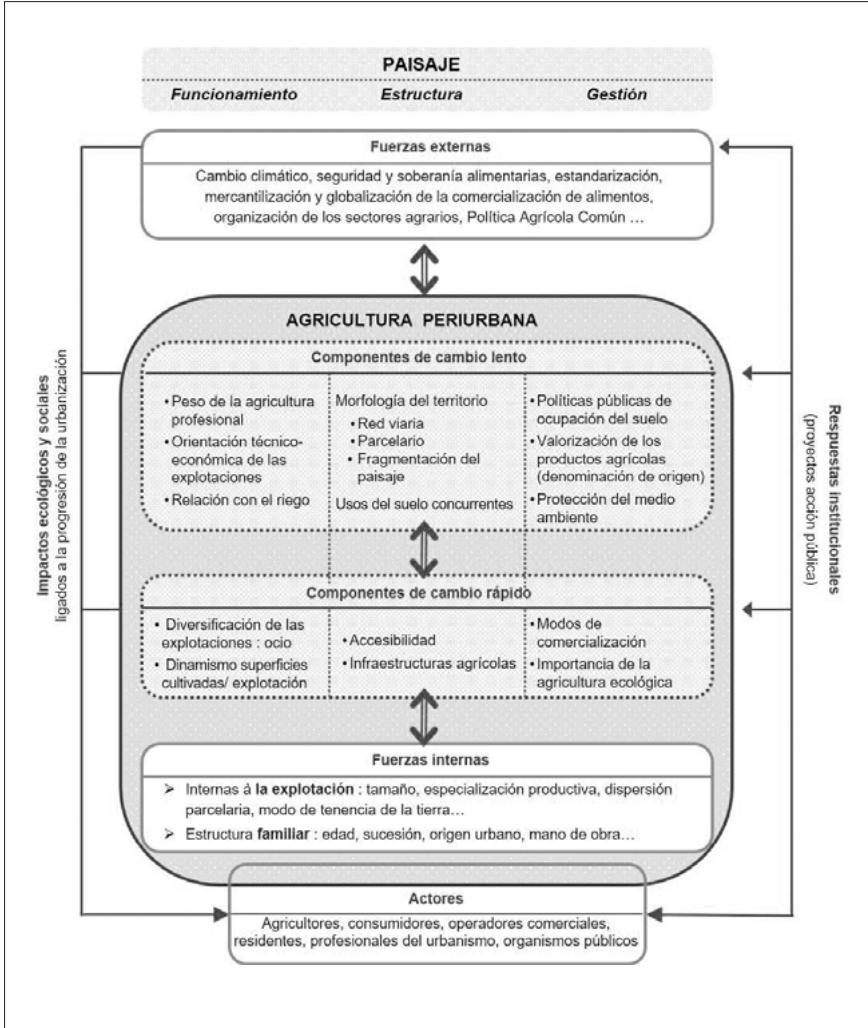 PAISAJE
Funcionamiento Estructura Gestión
Fuerzas externas
Cambio climático, seguridad y soberanía alimentarias, estandarización,
mercantilización y globalización de la comercialización de alimentos,
organización de los sectores agrarios, Política Agrícola Común ...
AGRICULTURA PERIURBANA
Componentes de cambio lento
• Peso de la agricultura
profesional
• Orientación técnico-
económica de las
explotaciones
• Relación con el riego
Morfología del territorio
• Red viaria
• Parcelario
• Fragmentación del
paisaje
Usos del suelo concurrentes
• Políticas públicas de
ocupación del suelo
• Valorización de los
productos agrícolas
(denominación de origen)
• Protección del medio
ambiente
Componentes de cambio rápido
• Diversificación de las
explotaciones : ocio
• Dinamismo superficies
cultivadas/ explotación
• Accesibilidad
• Infraestructuras agrícolas
• Modos de
comercialización
• Importancia de la
agricultura ecológica
Fuerzas internas
➢ Internas à la explotación : tamaño, especialización productiva, dispersión
parcelaria, modo de tenencia de la tierra…
➢ Estructura familiar : edad, sucesión, origen urbano, mano de obra…
Actores
Agricultores, consumidores, operadores comerciales,
residentes, profesionales del urbanismo, organismos públicos
Impactos ecológicos y sociales
ligados a la progresión de la urbanización
Respuestas institucionales
(proyectos acción pública)